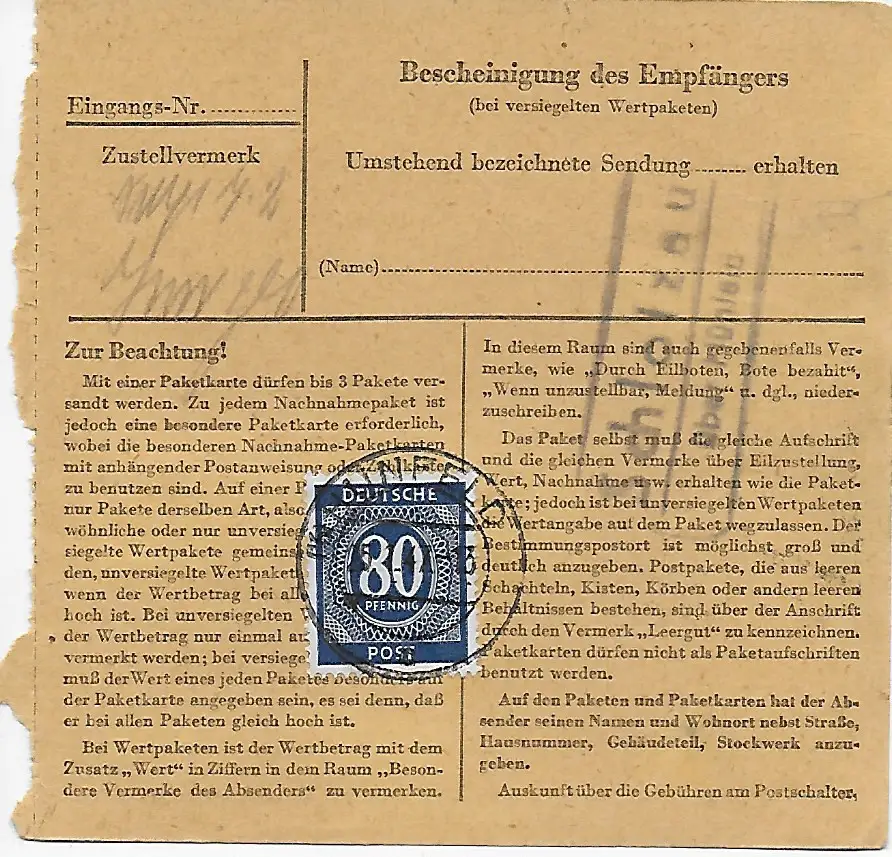 Bescheinigung des Empfängers
(bei versiegelten Wertpaketen)
Eingangs-Nr.
Zustellvermerk
Umstehend bezeichnete Sendung........ erhalten
(Name)
Zur Beachtung!
Mit einer Paketkarte dürfen bis 3 Pakete ver-
sandt werden. Zu jedem Nachnahmepaket ist
jedoch eine besondere Paketkarte erforderlich,
wobei die besonderen Nachnahme-Paketkarten
mit anhängender Postanweisung oder Zahlkarte
zu benutzen sind. Auf einer
nur Pakete derselben Art, also
wöhnliche oder nur unversie
siegelte Wertpakete gemeins
den, unversiegelte Wertpaket
wenn der Wertbetrag bei all
hoch ist. Bei unversiegelten
der Wertbetrag nur einmal au
vermerkt werden; bei versiege
muß der Wert eines jeden Paketes besonders auf
der Paketkarte angegeben sein, es sei denn, daß
er bei allen Paketen gleich hoch ist.
Bei Wertpaketen ist der Wertbetrag mit dem
Zusatz „Wert“ in Ziffern in dem Raum „Beson-
dere Vermerke des Absenders“ zu vermerken.
DEUTSCHE
80
PFENNIG
POST
In diesem Raum sind auch gegebenenfalls Ver-
merke, wie „Durch Eilboten, Bote bezahlt“,
„Wenn unzustellbar, Meldung“ u. dgl., nieder-
zuschreiben.
Das Paket selbst muß die gleiche Aufschrift
und die gleichen Vermerke über Eilzustellung,
Wert, Nachnahme usw. erhalten wie die Paket-
karte; jedoch ist bei unversiegelten Wertpaketen
die Wertangabe auf dem Paket wegzulassen. Der
Bestimmungspostort ist möglichst groß und
deutlich anzugeben. Postpakete, die aus leeren
Schachteln, Kisten, Körben oder andern leeren
Behältnissen bestehen, sind über der Anschrift
durch den Vermerk „Leergut“ zu kennzeichnen.
Paketkarten dürfen nicht als Paketaufschriften
benutzt werden.
Auf den Paketen und Paketkarten hat der Ab-
sender seinen Namen und Wohnort nebst Straße,
Hausnummer, Gebäudeteil, Stockwerk anzu-
geben.
Auskunft über die Gebühren am Postschalter,